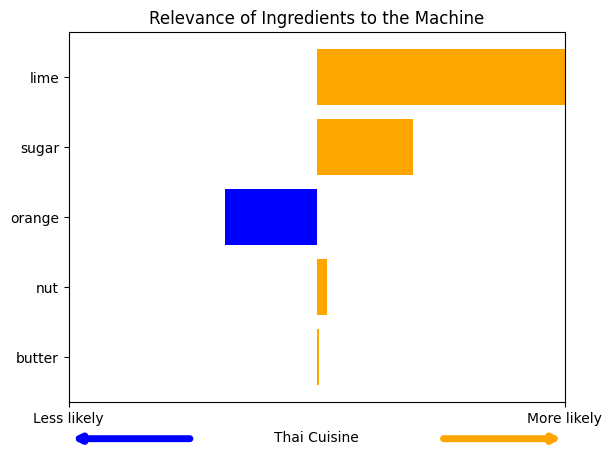 Relevance of Ingredients to the Machine
lime
sugar
orange
nut
butter
Less likely
More likely
Thai Cuisine